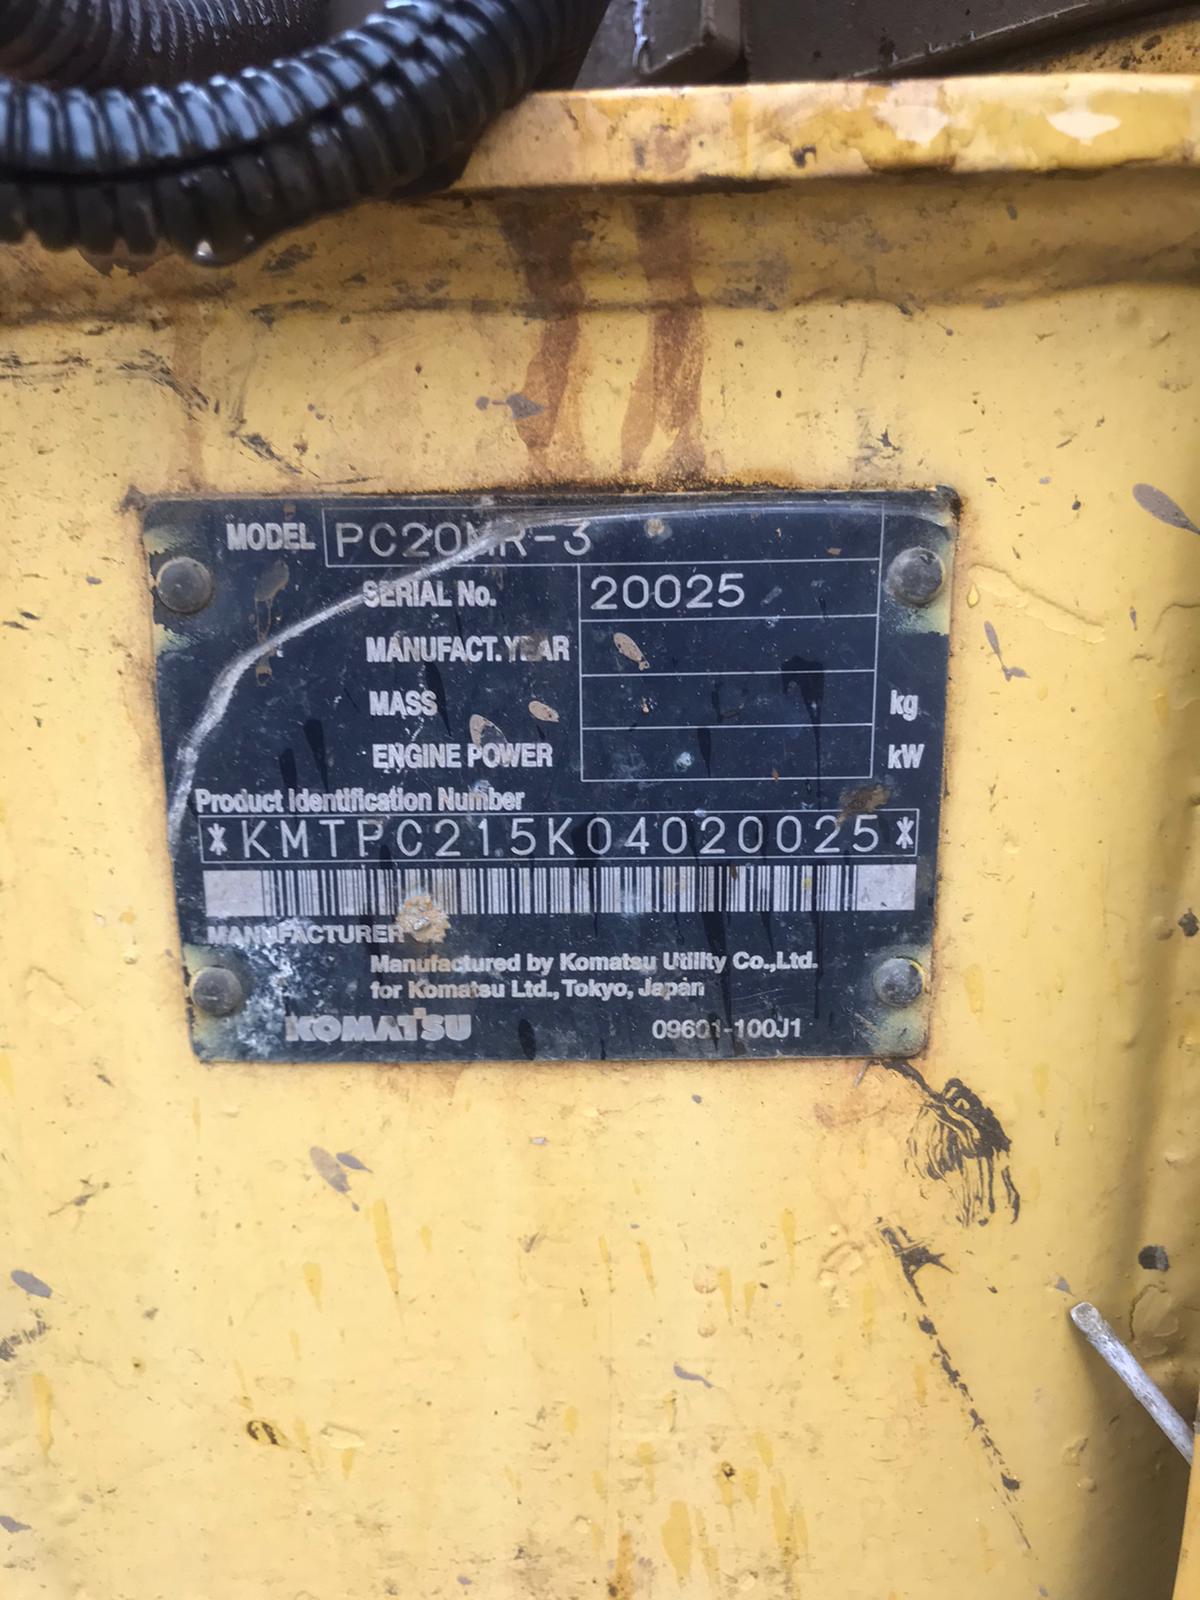 MODEL PC20MR-3
SERIAL No. 20025
MANUFACT. YEAR
MASS kg
ENGINE POWER kW
Product Identification Number
*KMTPC215K04020025*
MANUFACTURER
Manufactured by Komatsu Utility Co.,Ltd.
for Komatsu Ltd., Tokyo, Japan
KOMATSU 09601-100J1